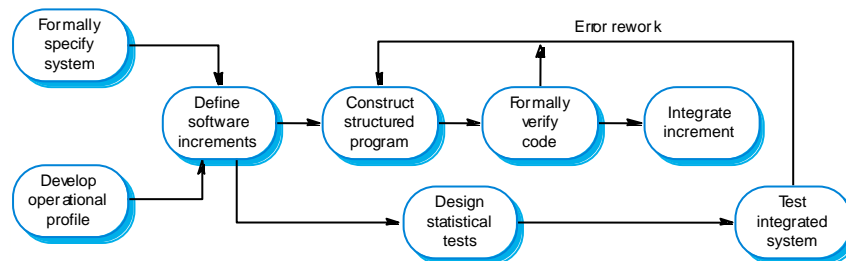 Formally
specify
system
Error rework
Define
software
increments
Construct
structured
program
Formally
verify
code
Integrate
increment
Develop
operational
profile
Design
statistical
tests
Test
integrated
system